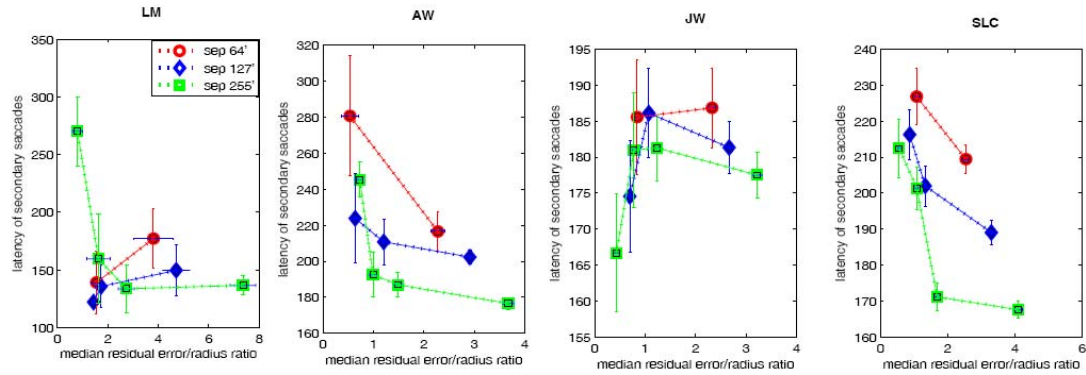 LM
350
300
250
200
150
100
0 2 4 6 8
latency of secondary saccades
median residual error/radius ratio
sep 64'
sep 127'
sep 255'
AW
320
300
280
260
240
220
200
180
160
0 1 2 3 4
latency of secondary saccades
median residual error/radius ratio
JW
195
190
185
180
175
170
165
160
155
0 1 2 3 4
latency of secondary saccades
median residual error/radius ratio
SLC
240
230
220
210
200
190
180
170
160
0 2 4 6
latency of secondary saccades
median residual error/radius ratio